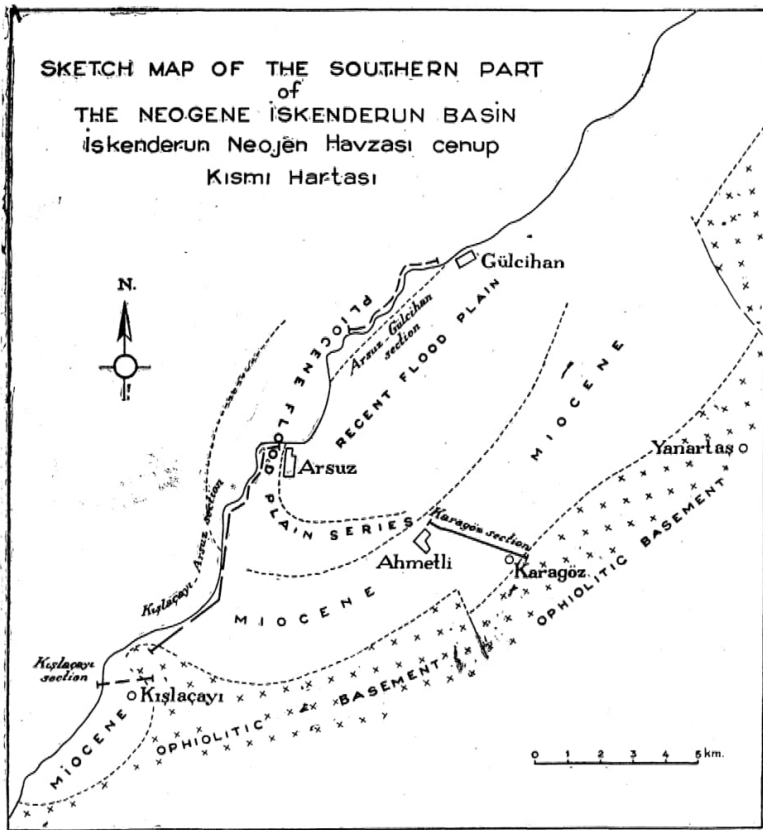 SKETCH MAP OF THE SOUTHERN PART
of
THE NEOGENE İSKENDERUN BASIN
İskenderun Neojen Havzası cenup
Kısmı Hartası
N.
Gülcihan
PLIOCENE FLOOD PLAIN SERIES
Arsuz-Gülcihan
section
RECENT FLOOD PLAIN
MIOCENE
Yanartaş
Arsuz
Kışlaçayı-Arsuz section
Karagöz section
Ahmetli
Karagöz
OPHIOLITIC BASEMENT
MIOCENE
Kışlaçayı
section
Kışlaçayı
OPHIOLITIC BASEMENT
MIOCENE
0 1 2 3 4 5 km.